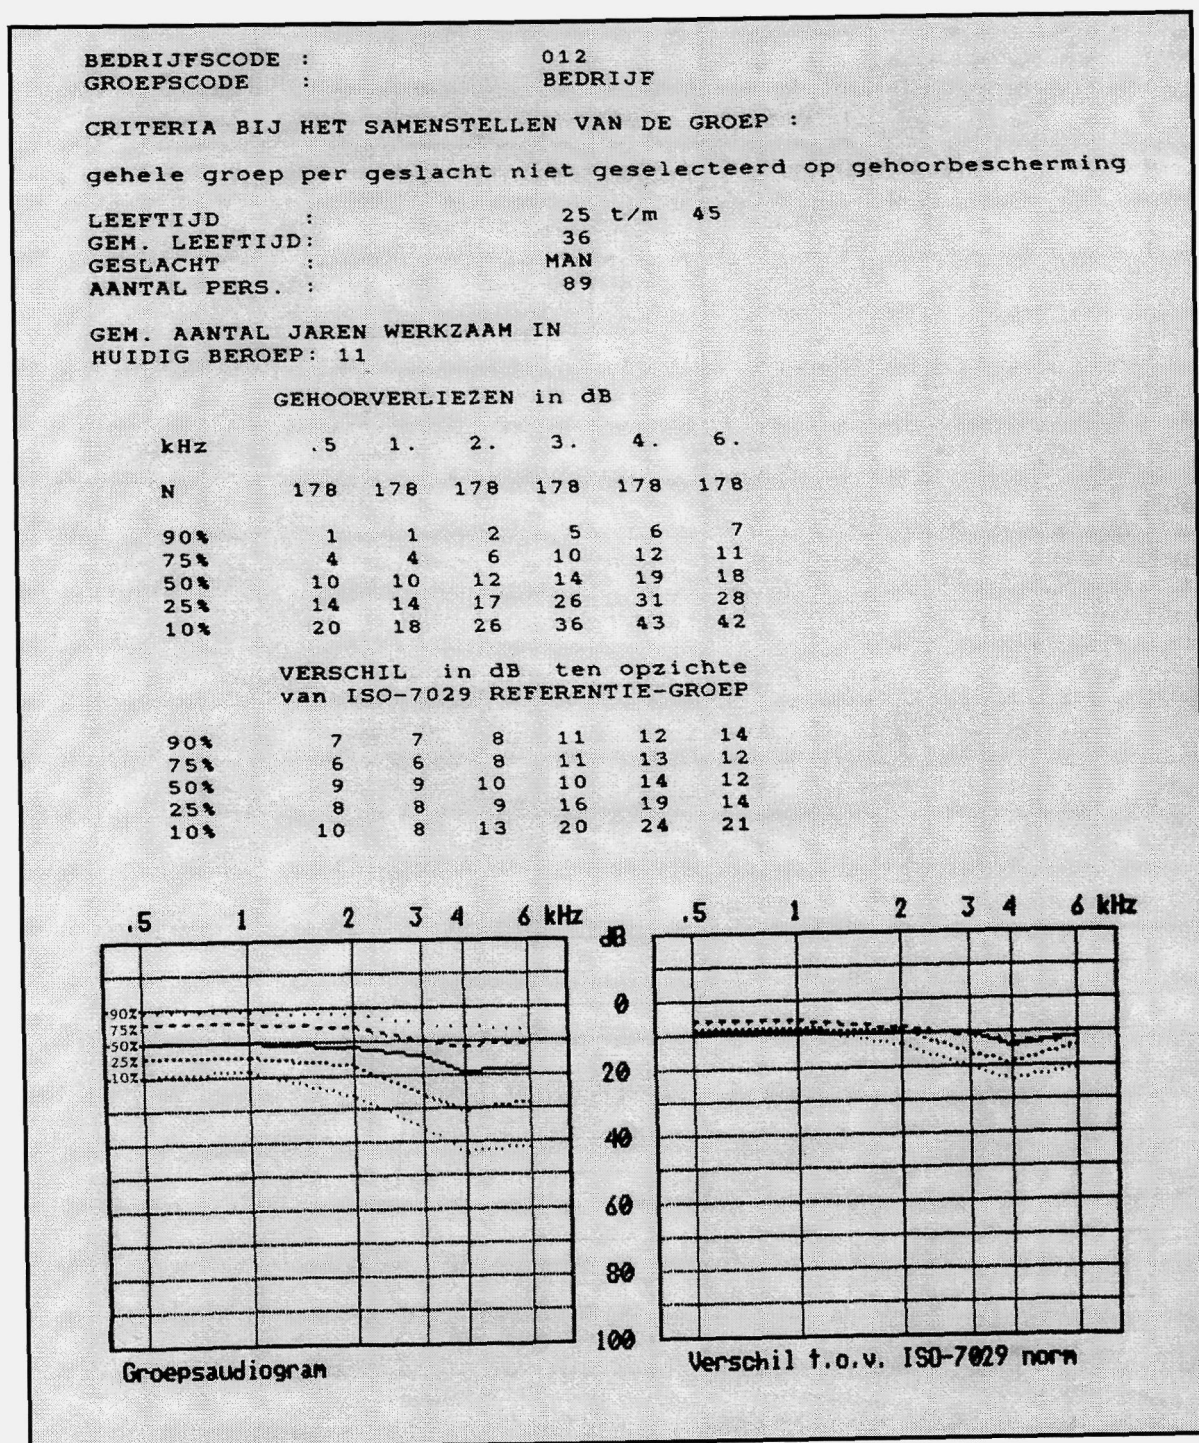 BEDRIJFSCODE : 012
GROEPSCODE : BEDRIJF
CRITERIA BIJ HET SAMENSTELLEN VAN DE GROEP :
gehele groep per geslacht niet geselecteerd op gehoorbescherming
LEEFTIJD : 25 t/m 45
GEM. LEEFTIJD: 36
GESLACHT : MAN
AANTAL PERS. : 89
GEM. AANTAL JAREN WERKZAAM IN
HUIDIG BEROEP: 11
GEHOORVERLIEZEN in dB
kHz .5 1. 2. 3. 4. 6.
N 178 178 178 178 178 178
90% 1 1 2 5 6 7
75% 4 4 6 10 12 11
50% 10 10 12 14 19 18
25% 14 14 17 26 31 28
10% 20 18 26 36 43 42
VERSCHIL in dB ten opzichte
van ISO-7029 REFERENTIE-GROEP
90% 7 7 8 11 12 14
75% 6 6 8 11 13 12
50% 9 9 10 10 14 12
25% 8 8 9 16 19 14
10% 10 8 13 20 24 21
.5 1 2 3 4 6 kHz
90%
75%
50%
25%
10%
Groepsaudiogram
dB
0
20
40
60
80
100
.5 1 2 3 4 6 kHz
Verschil t.o.v. ISO-7029 norm